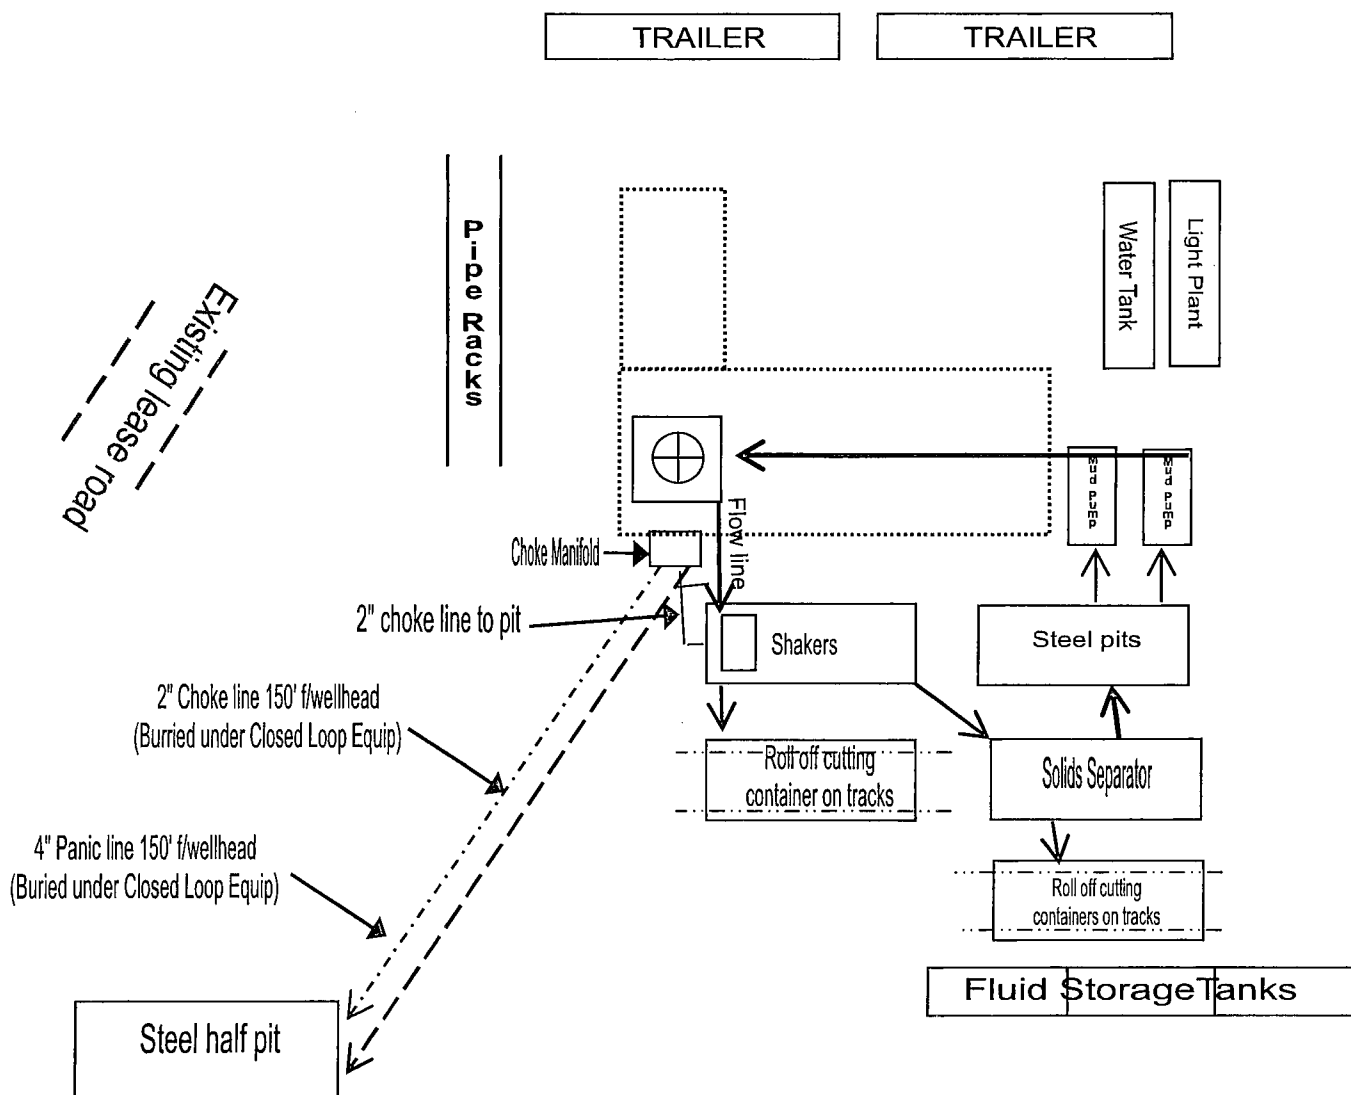 TRAILER
TRAILER
Pipe Racks
Water Tank
Light Plant
Existing lease road
Mud pump
Mud pump
Flow line
Choke Manifold
2" choke line to pit
Shakers
Steel pits
2" Choke line 150' f/wellhead
(Burried under Closed Loop Equip)
Roll off cutting
container on tracks
Solids Separator
4" Panic line 150' f/wellhead
(Buried under Closed Loop Equip)
Roll off cutting
containers on tracks
Fluid StorageTanks
Steel half pit